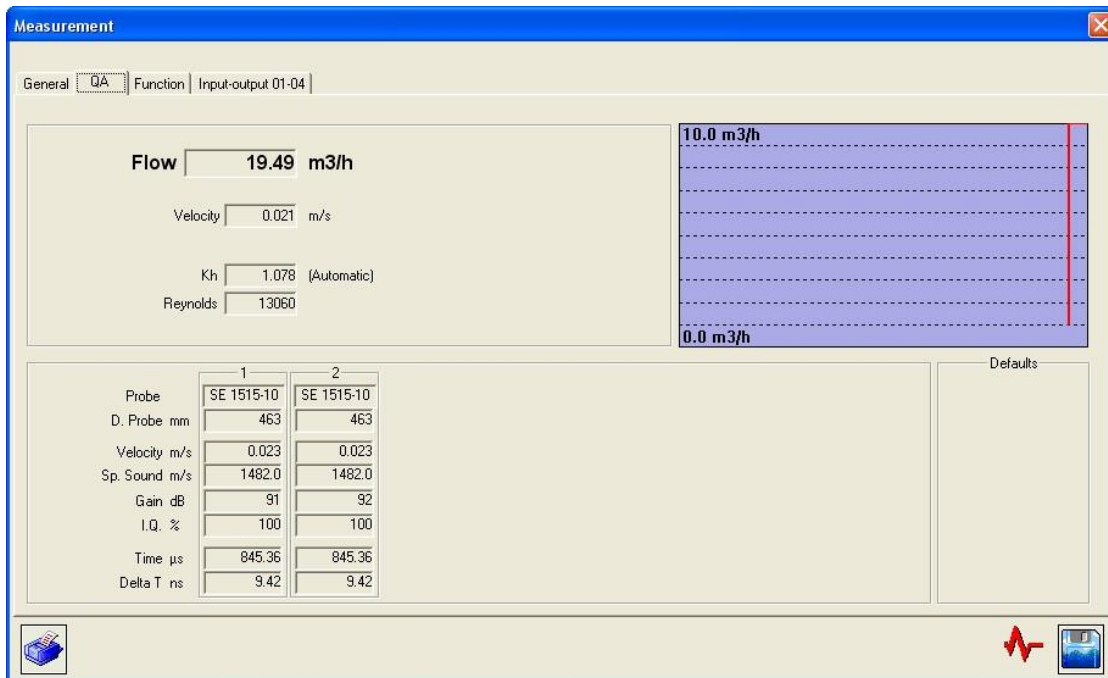 Measurement
General QA Function Input-output 01-04
Flow 19.49 m3/h
Velocity 0.021 m/s
Kh 1.078 (Automatic)
Reynolds 13060
10.0 m3/h
0.0 m3/h
1 2
Probe SE 1515-10 SE 1515-10
D. Probe mm 463 463
Velocity m/s 0.023 0.023
Sp. Sound m/s 1482.0 1482.0
Gain dB 91 92
I.Q. % 100 100
Time µs 845.36 845.36
Delta T ns 9.42 9.42
Defaults